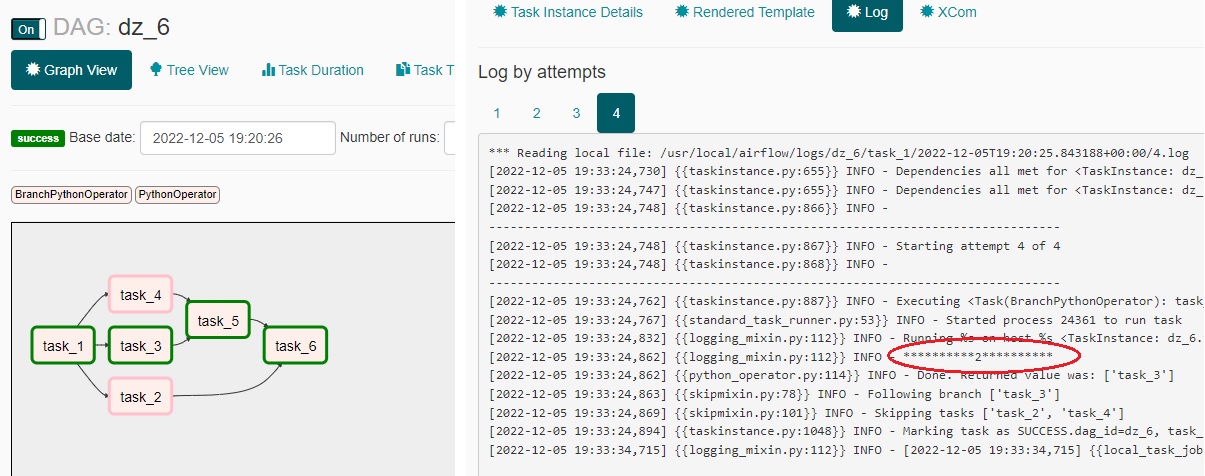 On DAG: dz_6
Graph View Tree View Task Duration Task T
success Base date: 2022-12-05 19:20:26 Number of runs:
BranchPythonOperator PythonOperator
task_4
task_5
task_1 task_3 task_6
task_2
Task Instance Details Rendered Template Log XCom
Log by attempts
1 2 3 4
*** Reading local file: /usr/local/airflow/logs/dz_6/task_1/2022-12-05T19:20:25.843188+00:00/4.log
[2022-12-05 19:33:24,730] {{taskinstance.py:655}} INFO - Dependencies all met for <TaskInstance: dz_
[2022-12-05 19:33:24,747] {{taskinstance.py:655}} INFO - Dependencies all met for <TaskInstance: dz_
[2022-12-05 19:33:24,748] {{taskinstance.py:866}} INFO -
--------------------------------------------------------------------------------
[2022-12-05 19:33:24,748] {{taskinstance.py:867}} INFO - Starting attempt 4 of 4
[2022-12-05 19:33:24,748] {{taskinstance.py:868}} INFO -
--------------------------------------------------------------------------------
[2022-12-05 19:33:24,762] {{taskinstance.py:887}} INFO - Executing <Task(BranchPythonOperator): task_
[2022-12-05 19:33:24,767] {{standard_task_runner.py:53}} INFO - Started process 24361 to run task
[2022-12-05 19:33:24,832] {{logging_mixin.py:112}} INFO - Running %s on host %s <TaskInstance: dz_6.
[2022-12-05 19:33:24,862] {{logging_mixin.py:112}} INFO - **********2**********
[2022-12-05 19:33:24,862] {{python_operator.py:114}} INFO - Done. Returned value was: ['task_3']
[2022-12-05 19:33:24,863] {{skipmixin.py:78}} INFO - Following branch ['task_3']
[2022-12-05 19:33:24,869] {{skipmixin.py:101}} INFO - Skipping tasks ['task_2', 'task_4']
[2022-12-05 19:33:24,894] {{taskinstance.py:1048}} INFO - Marking task as SUCCESS.dag_id=dz_6, task_
[2022-12-05 19:33:34,715] {{logging_mixin.py:112}} INFO - [2022-12-05 19:33:34,715] {{local_task_job